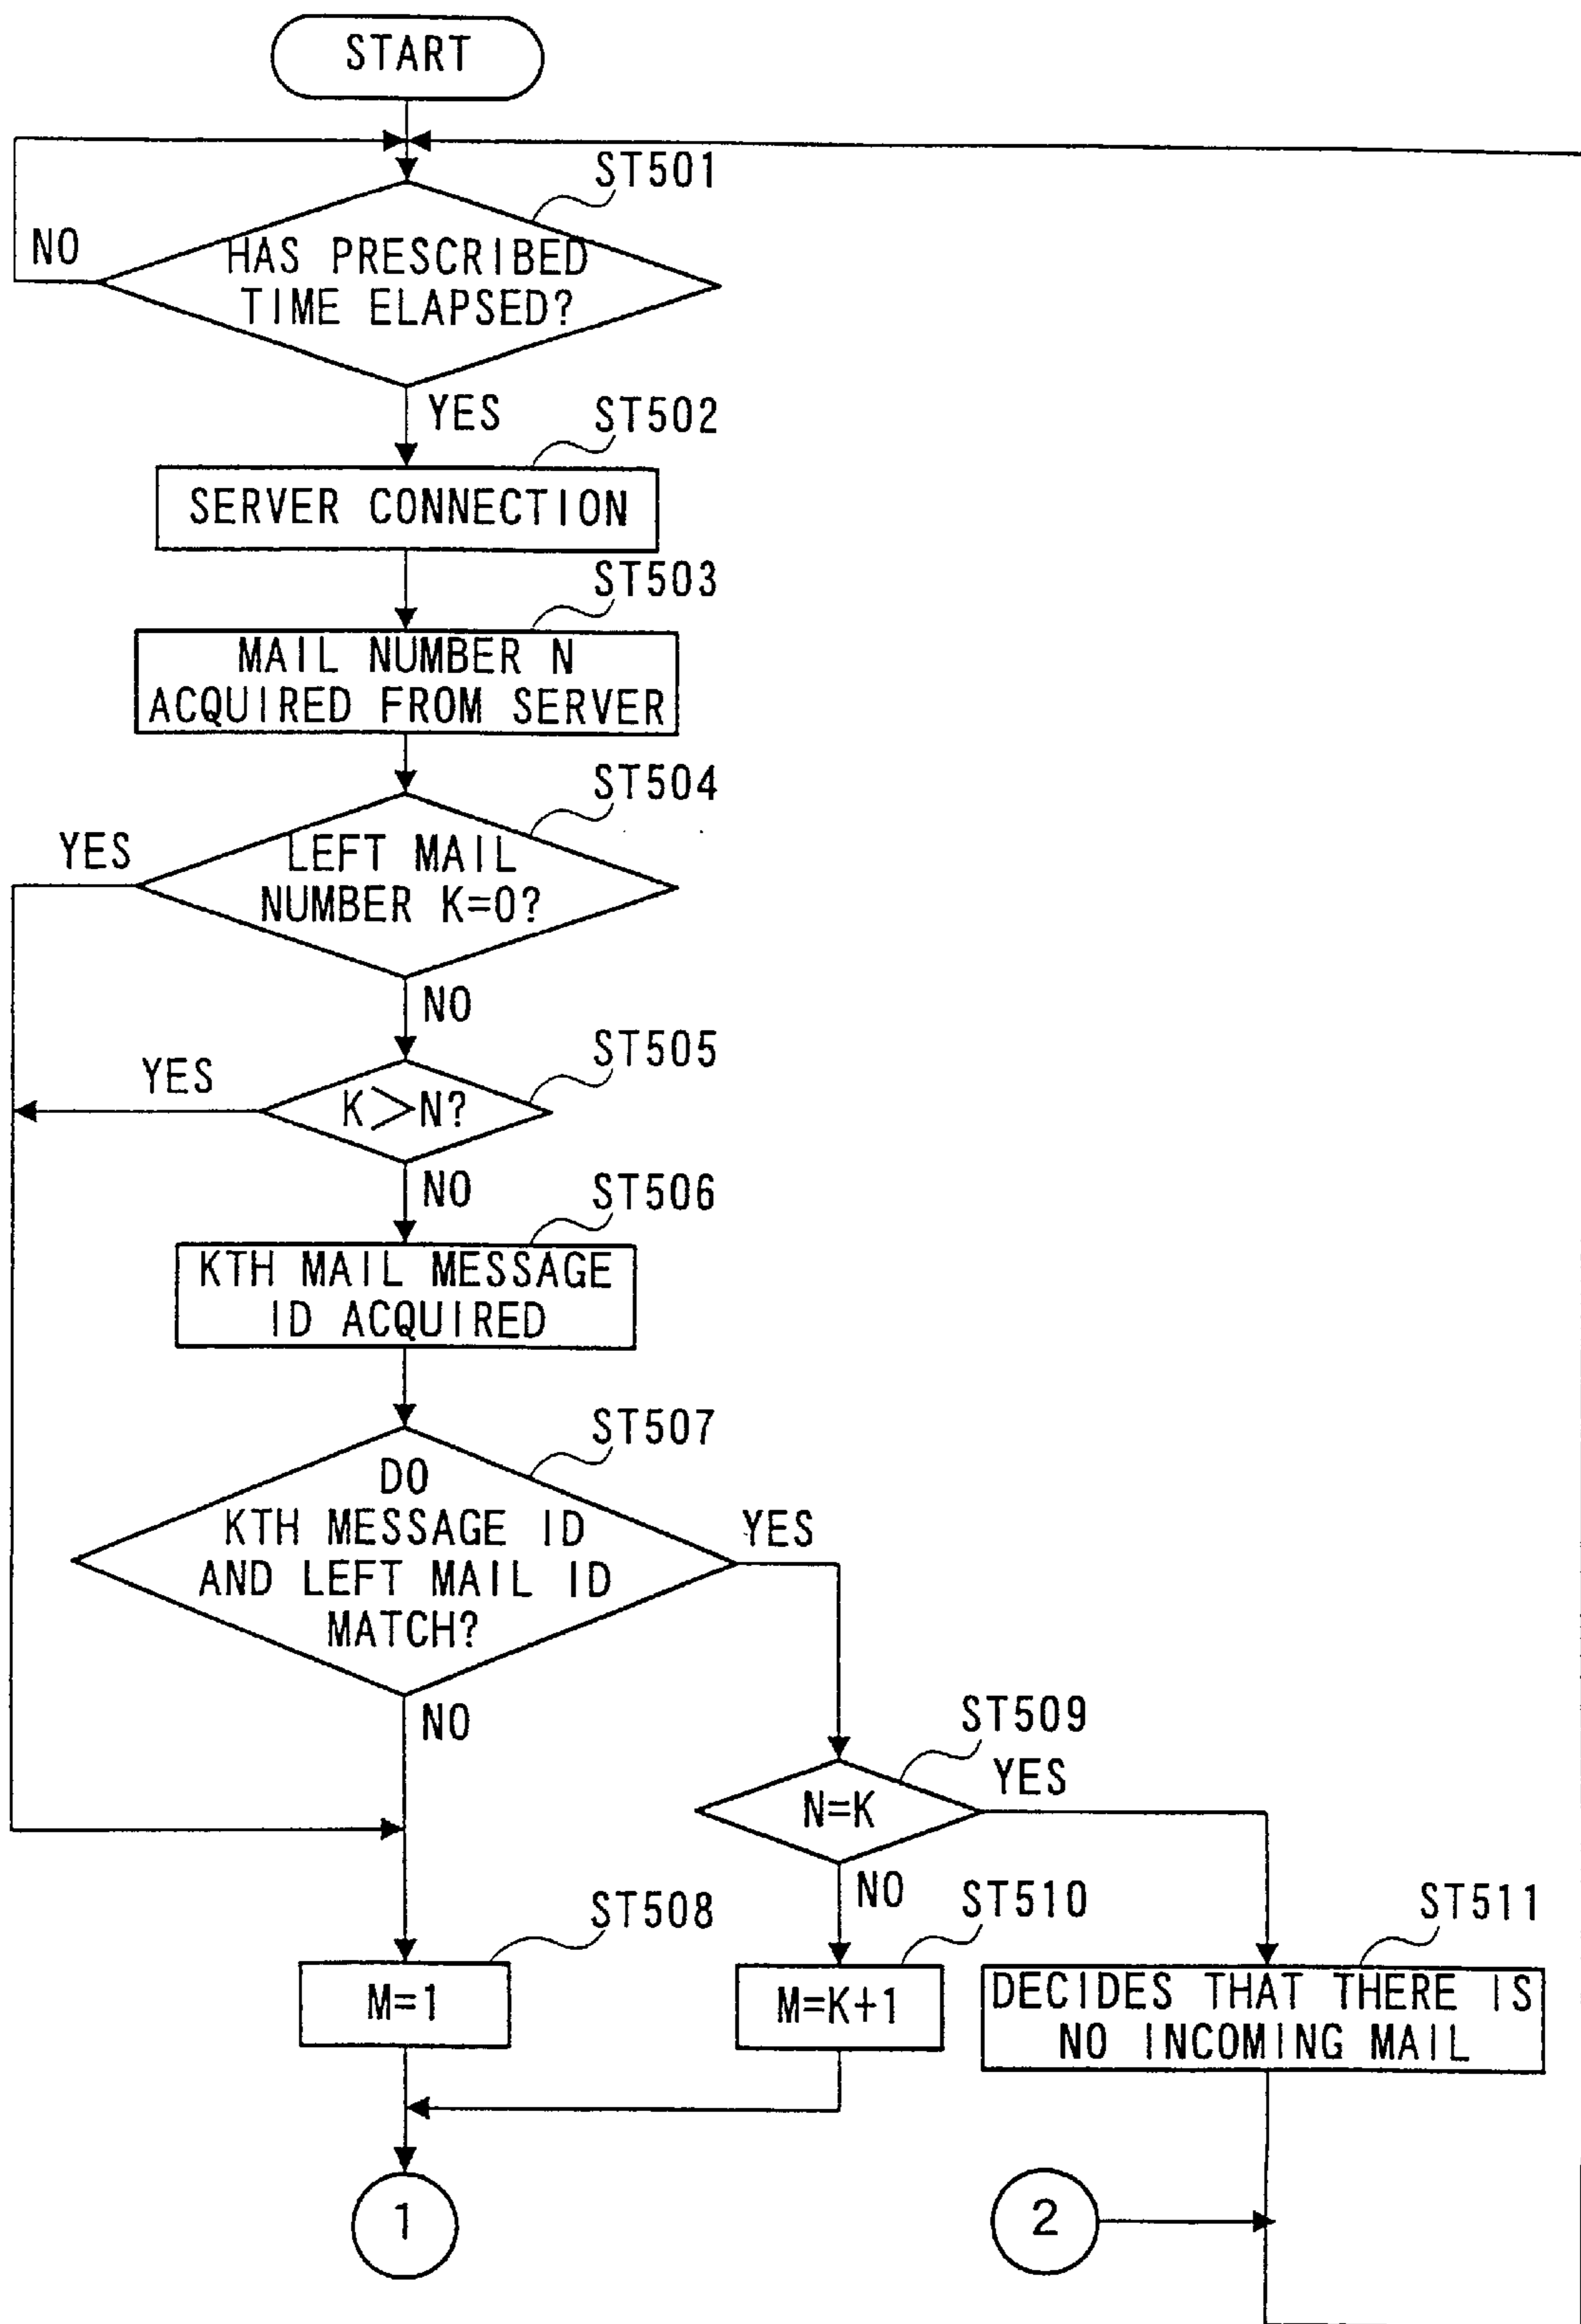 START
ST501
NO
HAS PRESCRIBED
TIME ELAPSED?
YES
ST502
SERVER CONNECTION
ST503
MAIL NUMBER N
ACQUIRED FROM SERVER
ST504
YES
LEFT MAIL
NUMBER K=0?
NO
ST505
YES
K>N?
NO
ST506
KTH MAIL MESSAGE
ID ACQUIRED
ST507
DO
KTH MESSAGE ID
AND LEFT MAIL ID
MATCH?
YES
NO
ST509
YES
N=K
NO
ST508
ST510
ST511
M=1
M=K+1
DECIDES THAT THERE IS
NO INCOMING MAIL
1
2